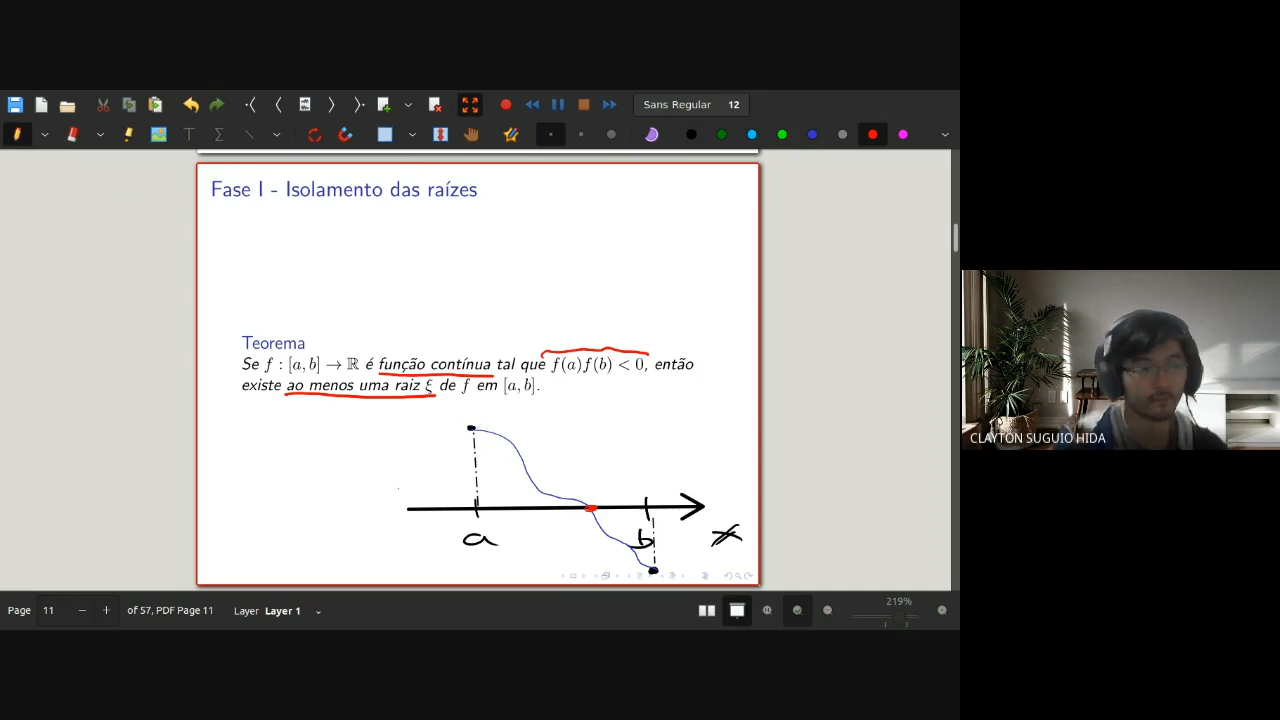 Sans Regular 12
Fase I - Isolamento das raízes
Teorema
Se f : [a, b] → ℝ é função contínua tal que f(a)f(b) < 0, então
existe ao menos uma raiz ξ de f em [a, b].
a
b
x
CLAYTON SUGUIO HIDA
Page 11 of 57, PDF Page 11 Layer Layer 1
219%